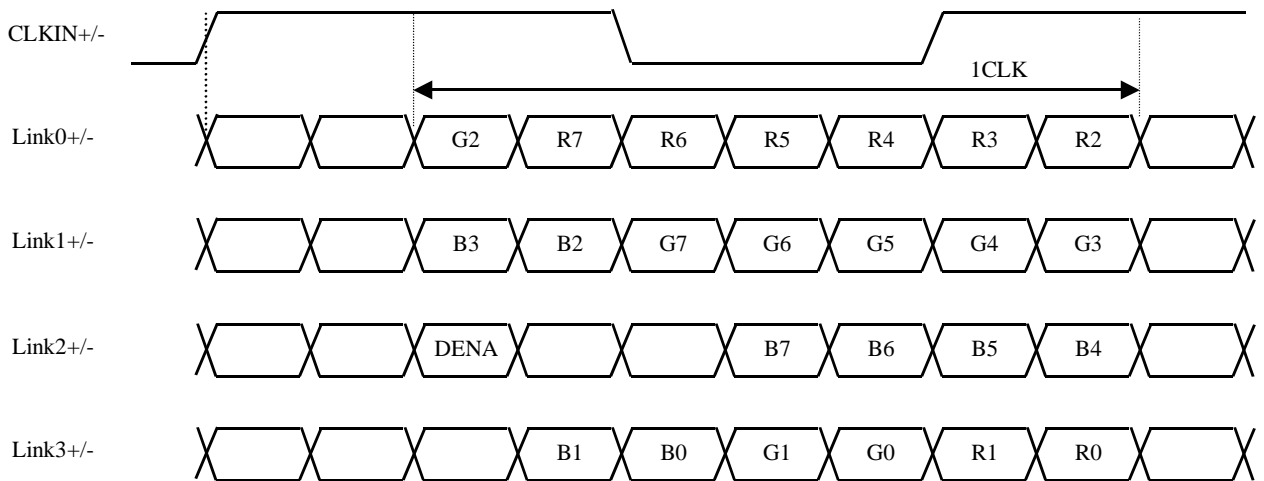 CLKIN+/-
1CLK
Link0+/- G2 R7 R6 R5 R4 R3 R2
Link1+/- B3 B2 G7 G6 G5 G4 G3
Link2+/- DENA B7 B6 B5 B4
Link3+/- B1 B0 G1 G0 R1 R0